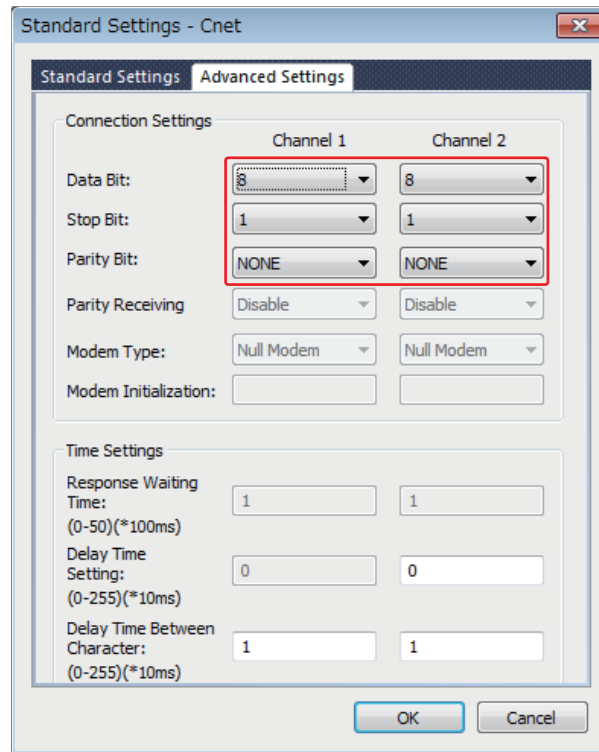 Standard Settings - Cnet
Standard Settings Advanced Settings
Connection Settings
Channel 1 Channel 2
Data Bit: 8 8
Stop Bit: 1 1
Parity Bit: NONE NONE
Parity Receiving Disable Disable
Modem Type: Null Modem Null Modem
Modem Initialization:
Time Settings
Response Waiting
Time: 1 1
(0-50)(*100ms)
Delay Time
Setting: 0 0
(0-255)(*10ms)
Delay Time Between
Character: 1 1
(0-255)(*10ms)
OK Cancel